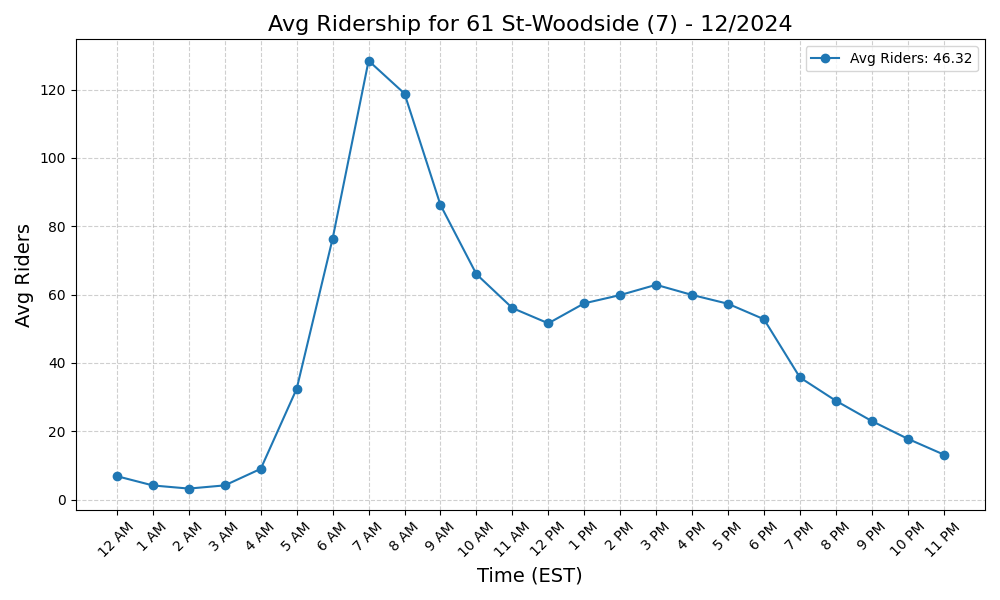 Avg Ridership for 61 St-Woodside (7) - 12/2024
Avg Riders: 46.32
Avg Riders
120
100
80
60
40
20
0
12 AM
1 AM
2 AM
3 AM
4 AM
5 AM
6 AM
7 AM
8 AM
9 AM
10 AM
11 AM
12 PM
1 PM
2 PM
3 PM
4 PM
5 PM
6 PM
7 PM
8 PM
9 PM
10 PM
11 PM
Time (EST)